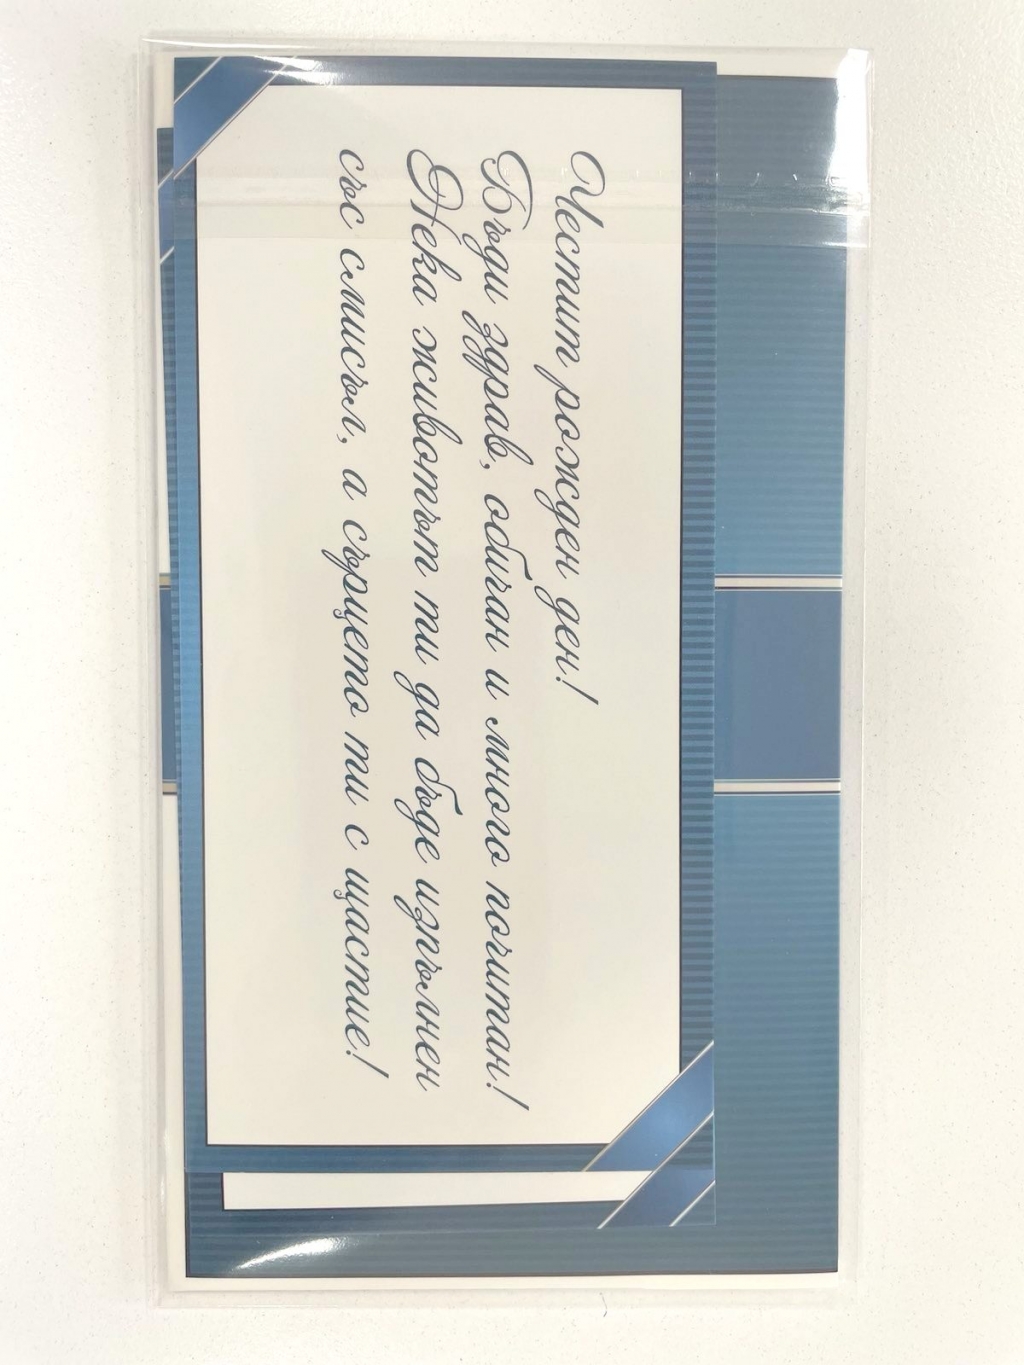 Честит рожден ден!
Бъди здрав, обичан и много почитан!
Нека животът ти да бъде изпълнен
със смисъл, а сърцето ти с щастие!